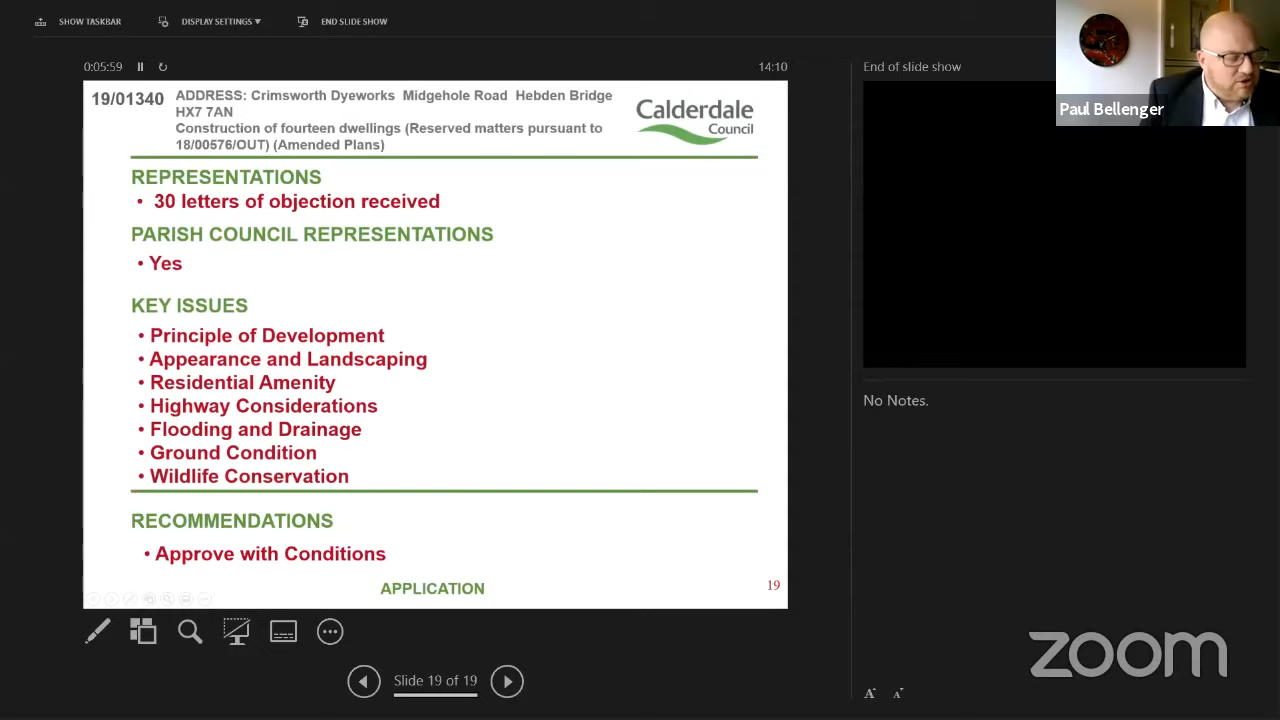 SHOW TASKBAR
DISPLAY SETTINGS ▾
END SLIDE SHOW
0:05:59
14:10
End of slide show
Paul Bellenger
19/01340
ADDRESS: Crimsworth Dyeworks Midgehole Road Hebden Bridge
HX7 7AN
Construction of fourteen dwellings (Reserved matters pursuant to
18/00576/OUT) (Amended Plans)
Calderdale
Council
REPRESENTATIONS
• 30 letters of objection received
PARISH COUNCIL REPRESENTATIONS
• Yes
KEY ISSUES
• Principle of Development
• Appearance and Landscaping
• Residential Amenity
• Highway Considerations
• Flooding and Drainage
• Ground Condition
• Wildlife Conservation
RECOMMENDATIONS
• Approve with Conditions
APPLICATION
19
No Notes.
Slide 19 of 19
A A
zoom